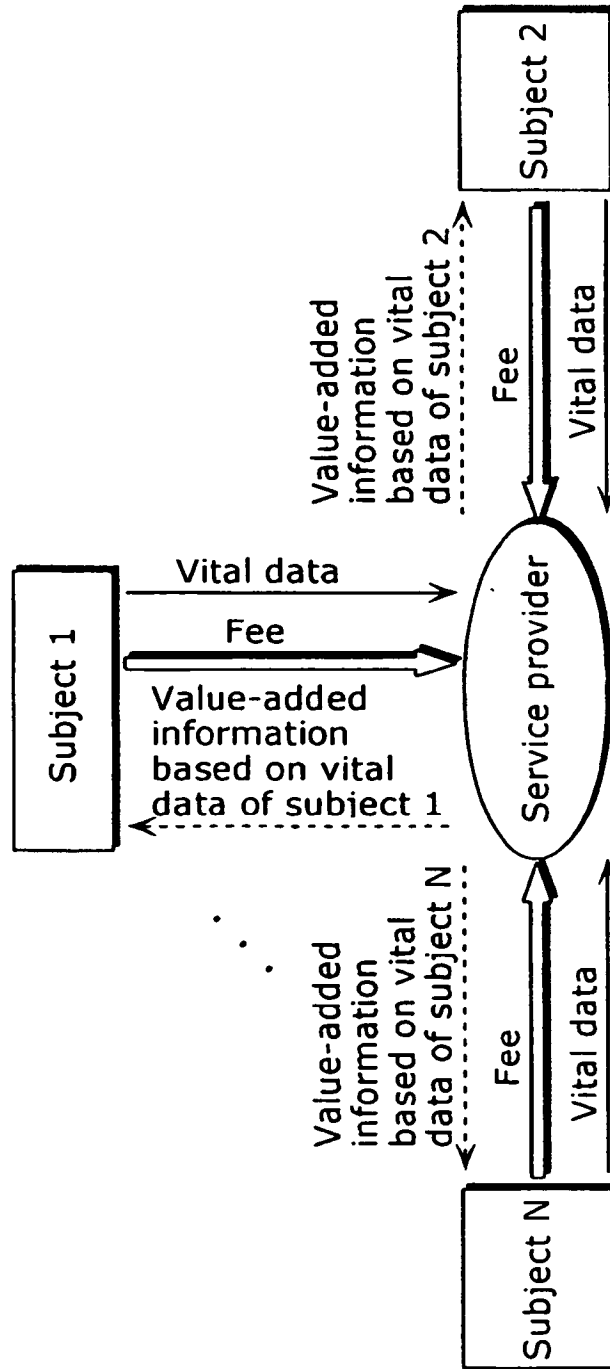 Subject 1
Vital data
Fee
Value-added
information
based on vital
data of subject 1
Value-added
information
based on vital
data of subject N
Value-added
information
based on vital
data of subject 2
Subject N
Fee
Vital data
Service provider
Fee
Vital data
Subject 2